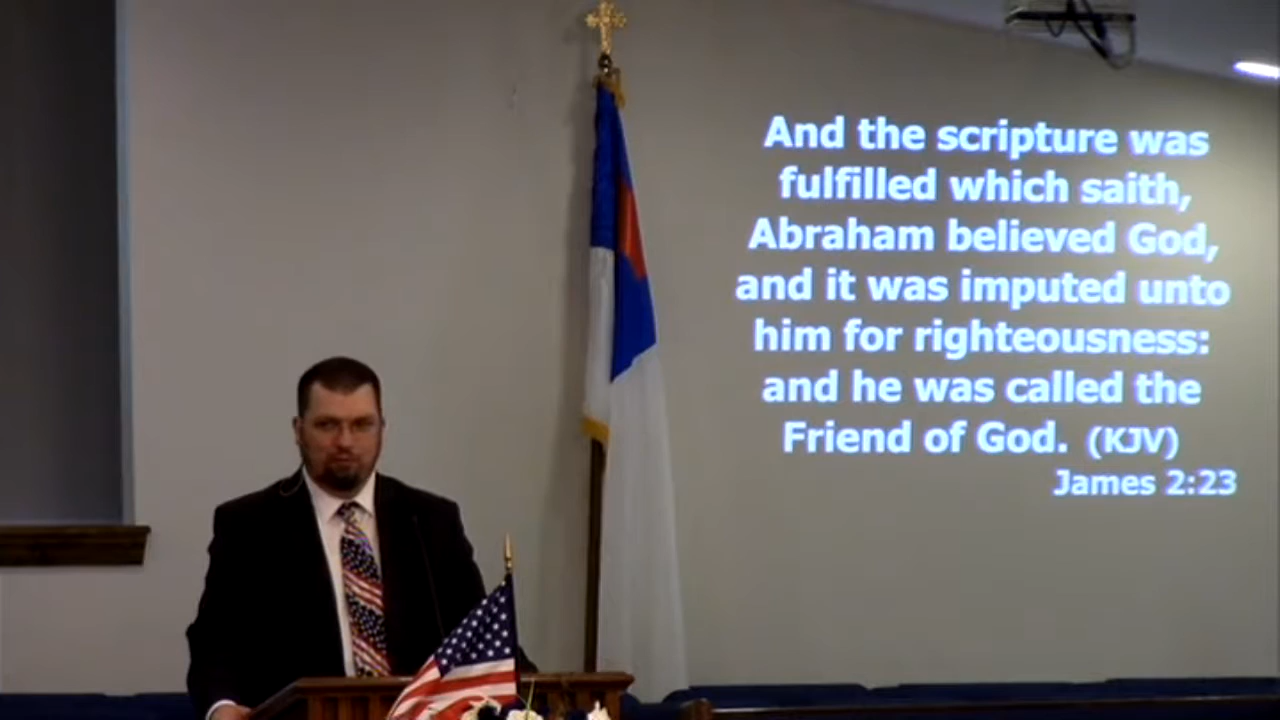 And the scripture was
fulfilled which saith,
Abraham believed God,
and it was imputed unto
him for righteousness:
and he was called the
Friend of God. (KJV)
James 2:23